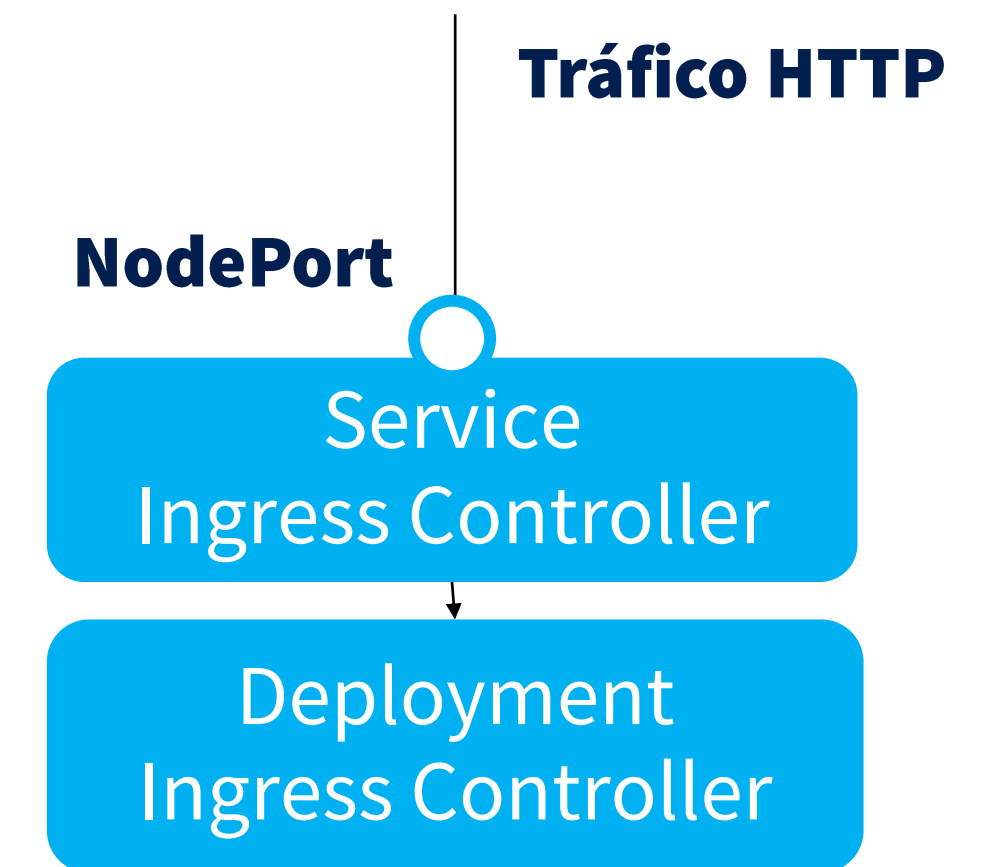 Tráfico HTTP
NodePort
Service
Ingress Controller
Deployment
Ingress Controller